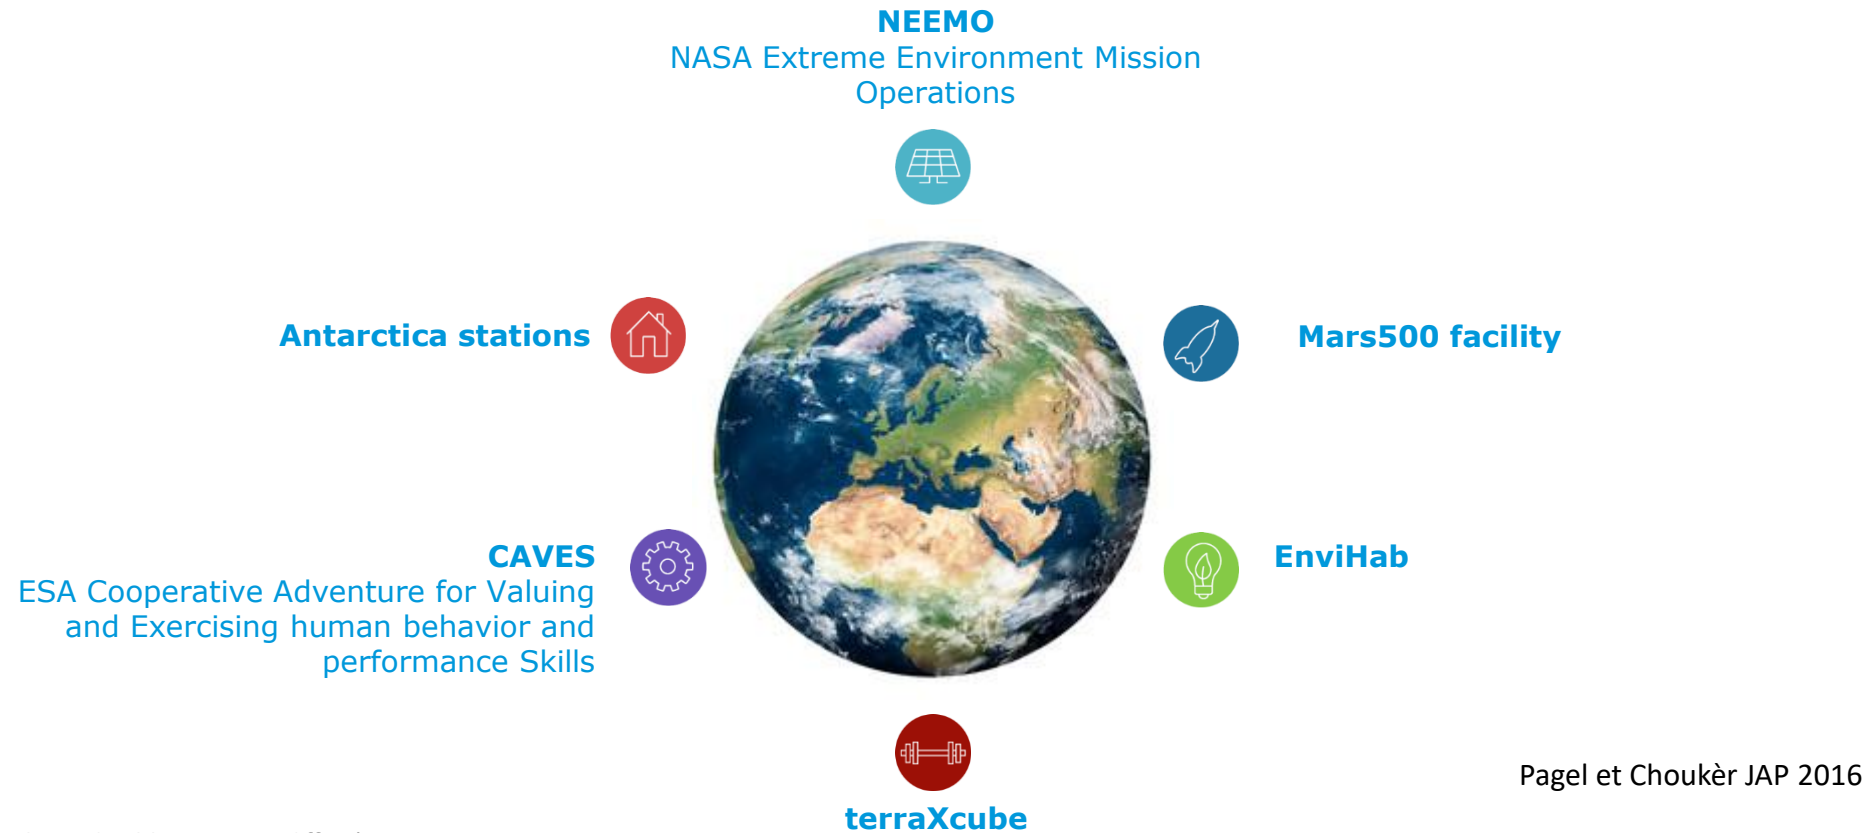 NEEMO
NASA Extreme Environment Mission
Operations
Antarctica stations
Mars500 facility
CAVES
ESA Cooperative Adventure for Valuing
and Exercising human behavior and
performance Skills
EnviHab
terraXcube
Pagel et Choukèr JAP 2016